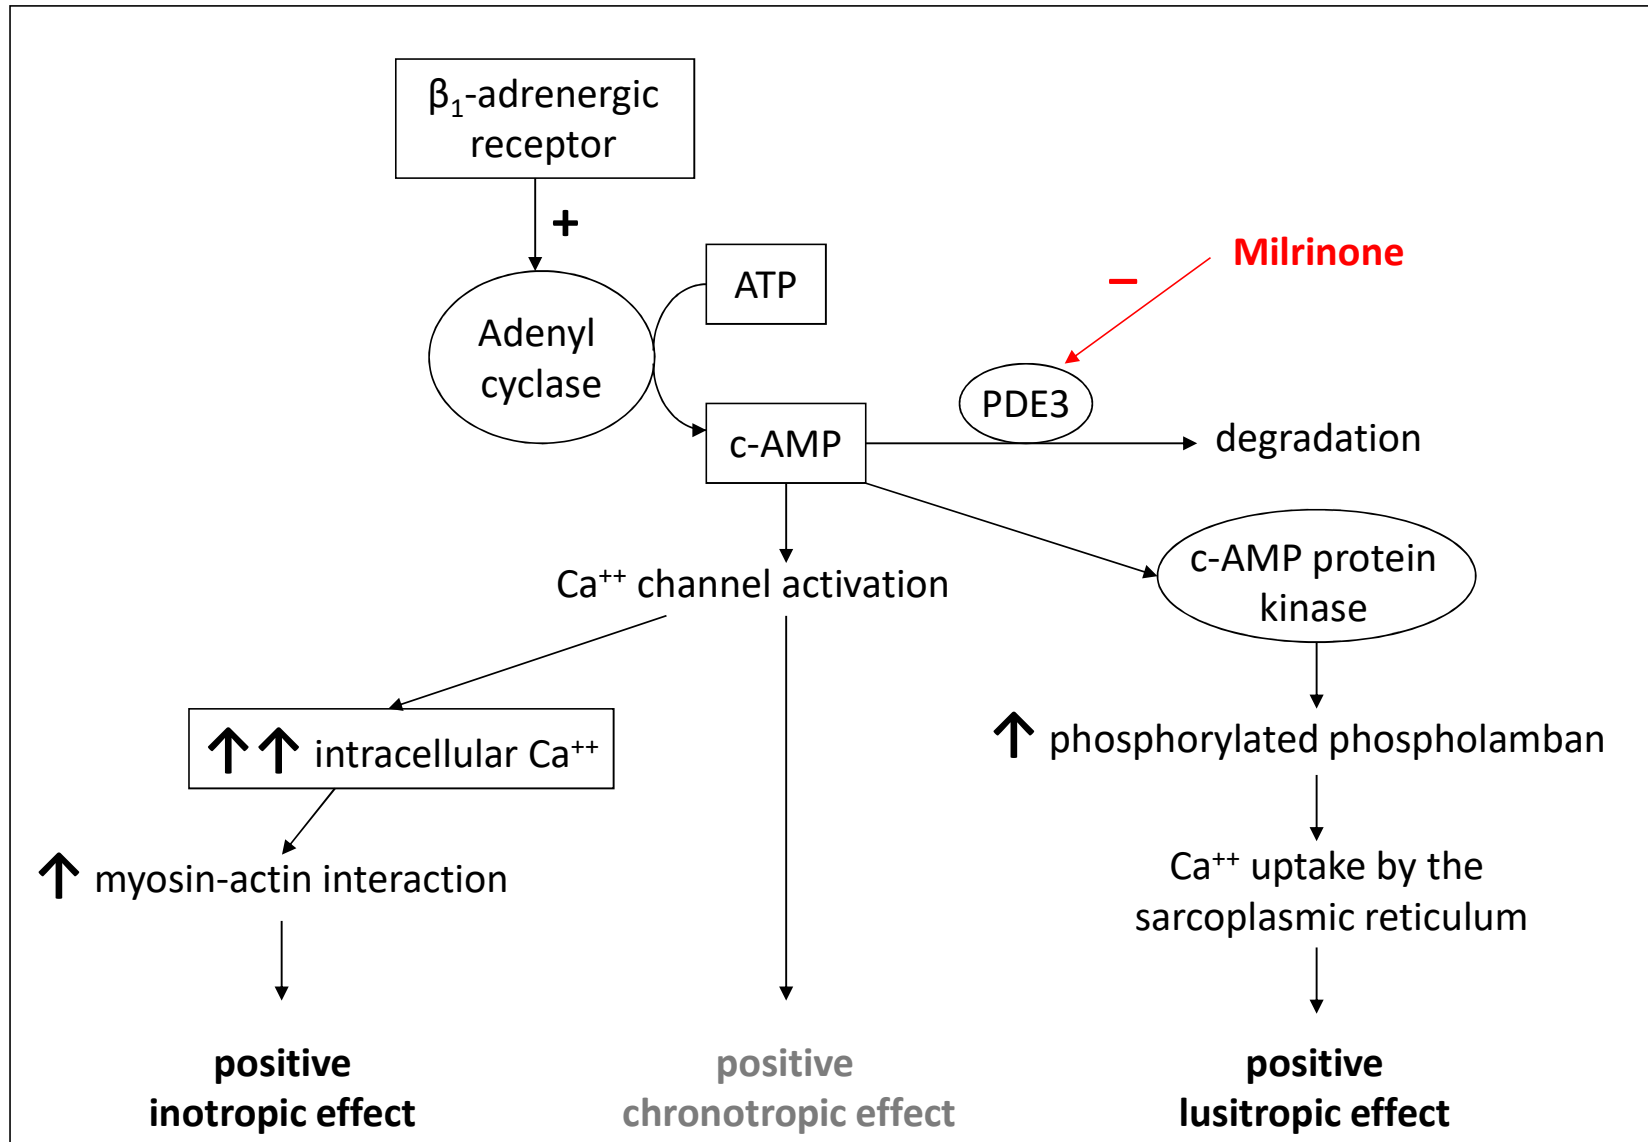 β₁-adrenergic
receptor
+
ATP
Milrinone
–
Adenyl
cyclase
PDE3
c-AMP
degradation
c-AMP protein
kinase
Ca⁺⁺ channel activation
↑↑ intracellular Ca⁺⁺
↑ phosphorylated phospholamban
↑ myosin-actin interaction
Ca⁺⁺ uptake by the
sarcoplasmic reticulum
positive
inotropic effect
positive
chronotropic effect
positive
lusitropic effect